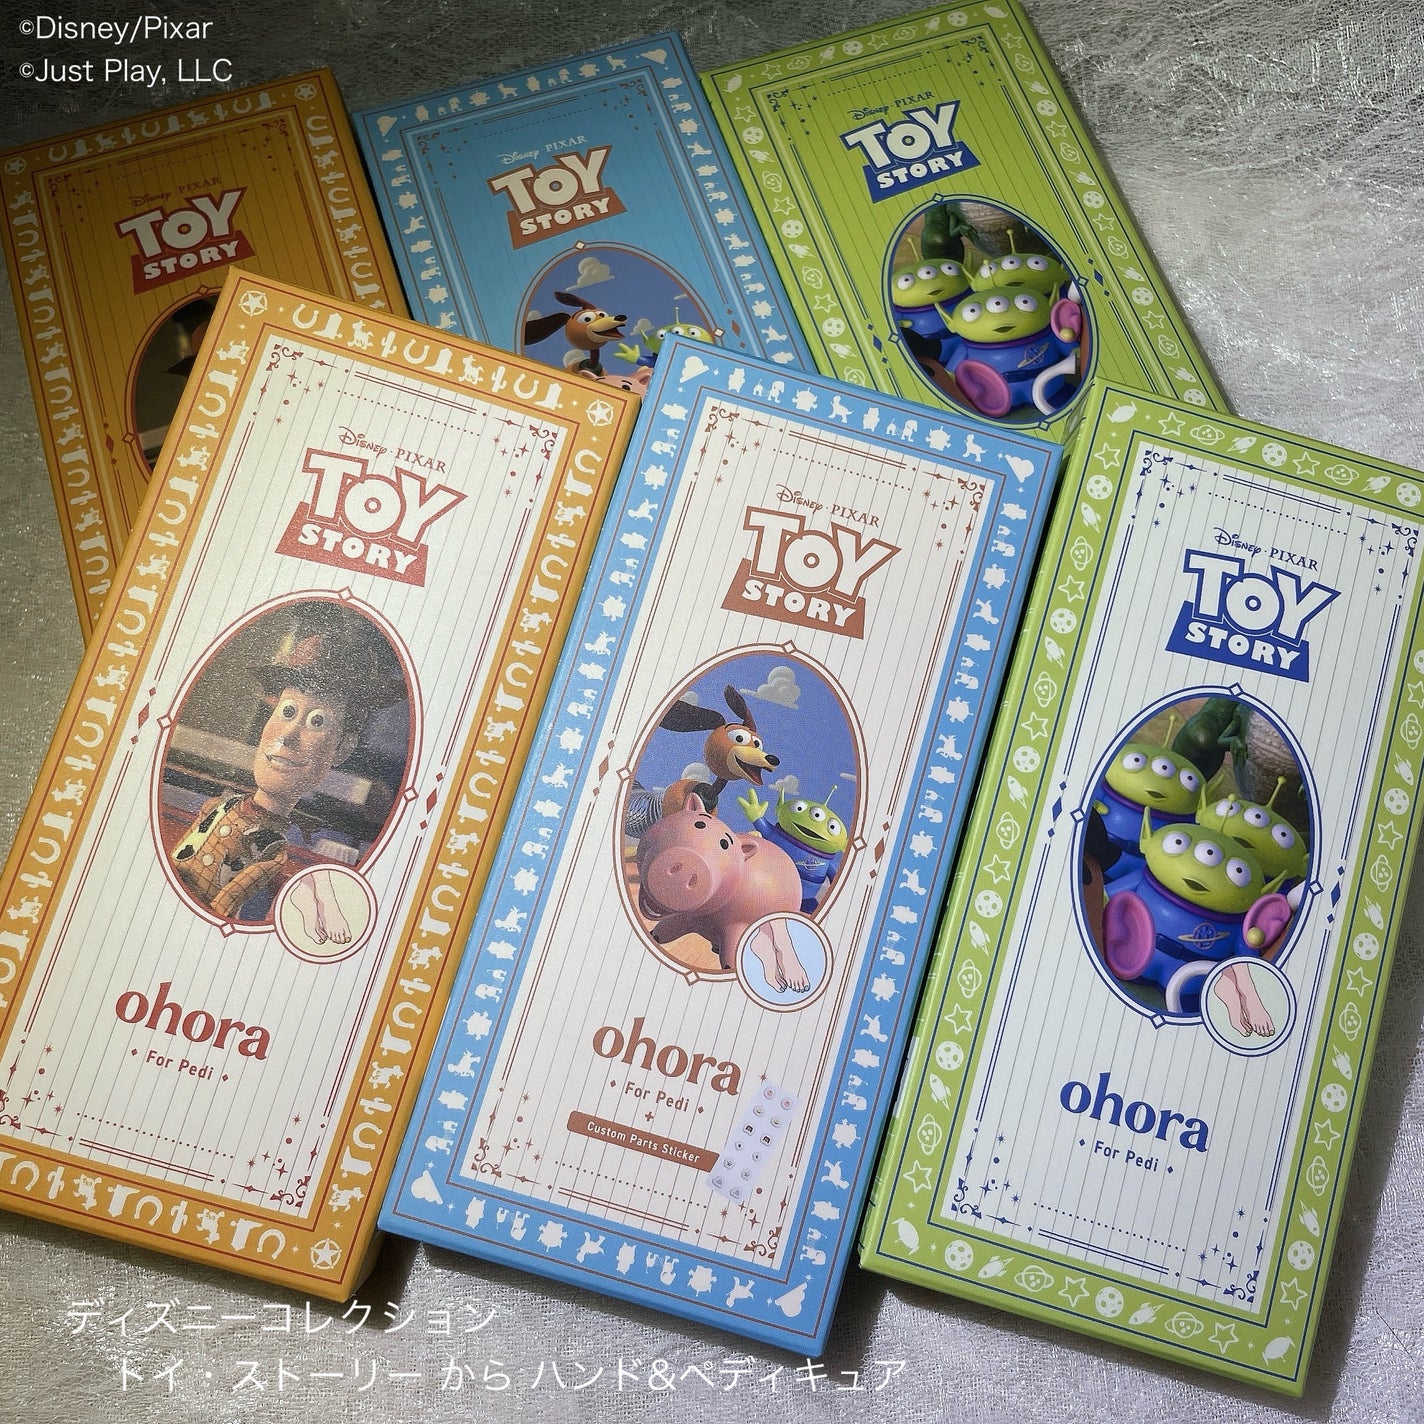 ©Disney/Pixar
©Just Play, LLC
Disney · PIXAR
TOY
STORY
Disney · PIXAR
TOY
STORY
Disney · PIXAR
TOY
STORY
Disney · PIXAR
TOY
STORY
ohora
For Pedi
Disney · PIXAR
TOY
STORY
ohora
For Pedi
+
Custom Parts Sticker
Disney · PIXAR
TOY
STORY
ohora
For Pedi
ディズニーコレクション
トイ・ストーリー から ハンド&ペディキュア